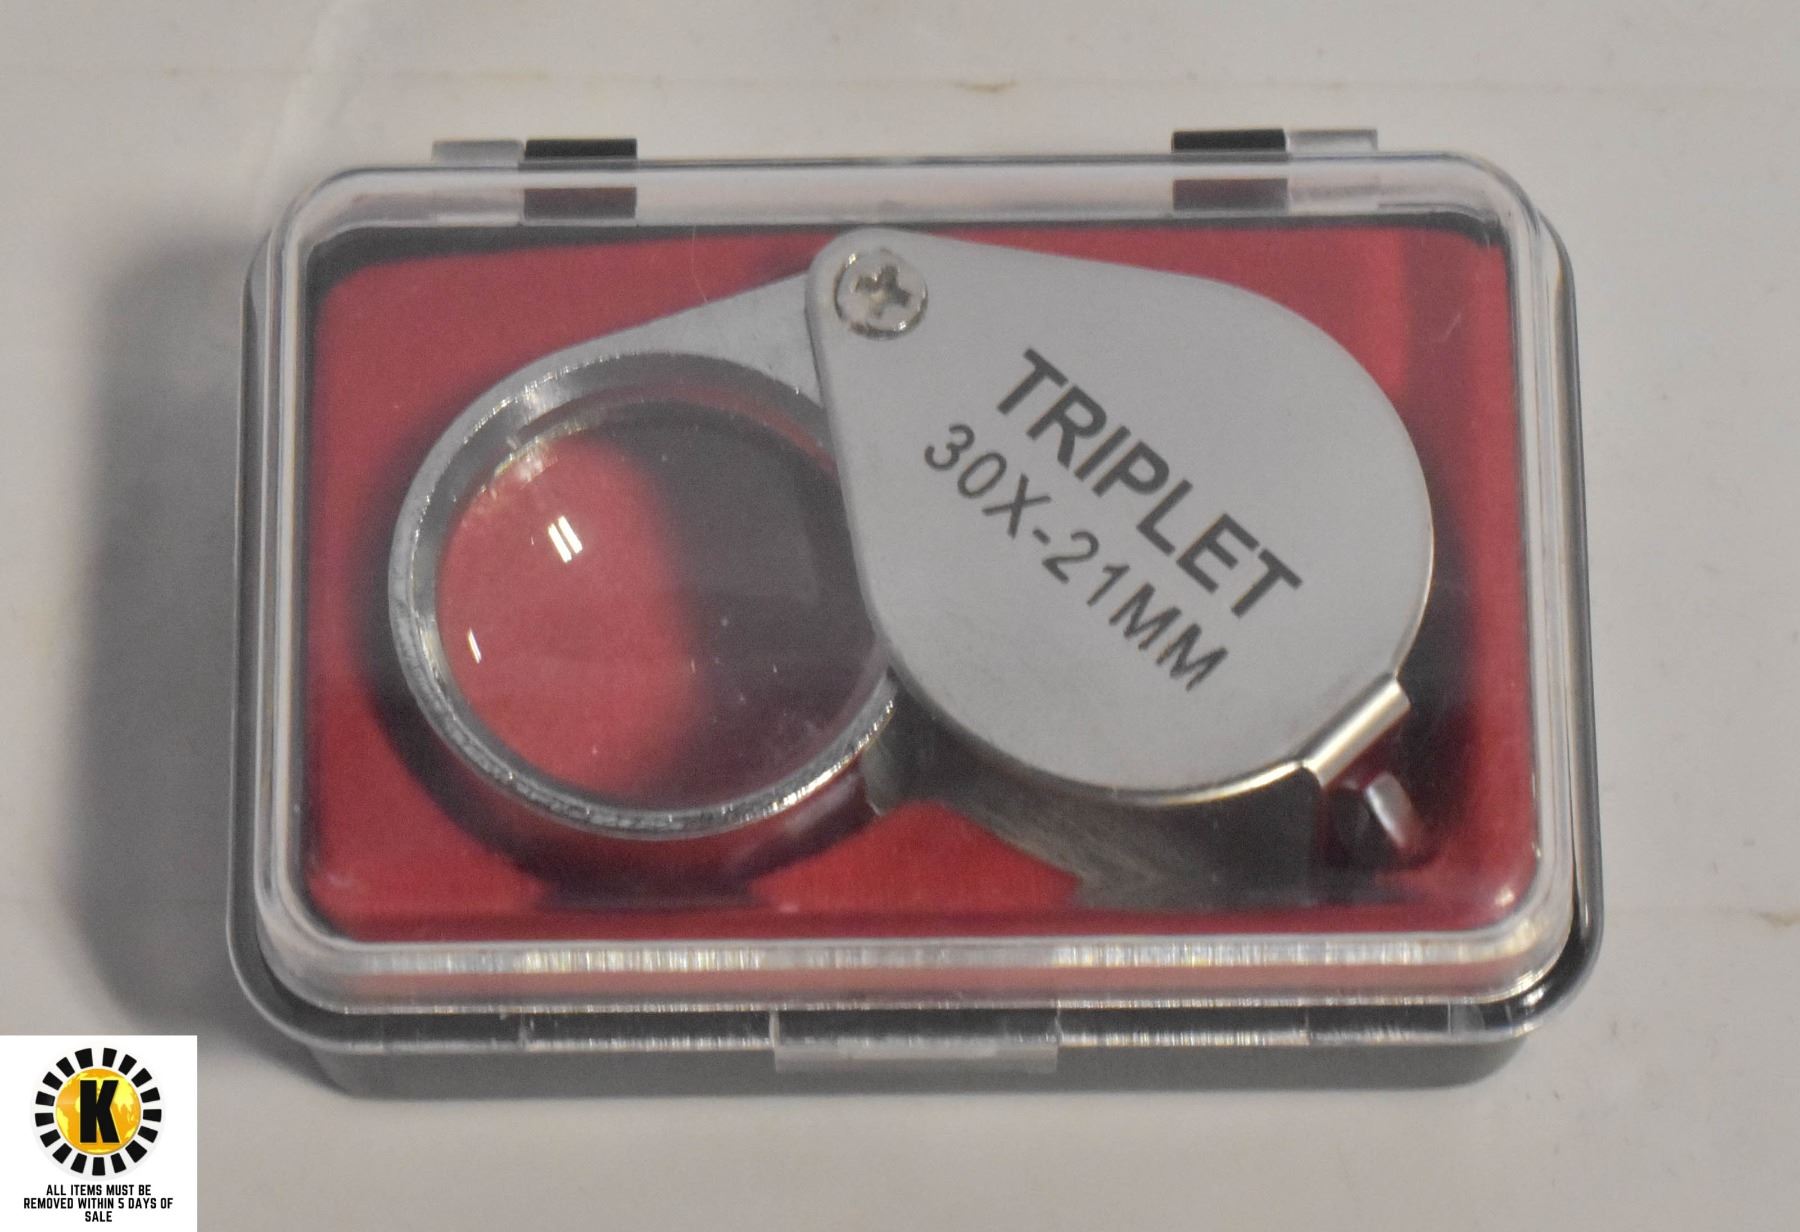 TRIPLET
30X-21MM
K
ALL ITEMS MUST BE
REMOVED WITHIN 5 DAYS OF
SALE